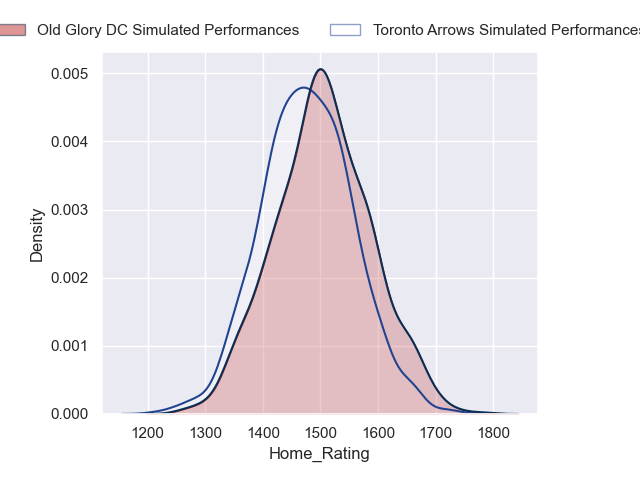 Old Glory DC Simulated Performances
Toronto Arrows Simulated Performances
0.005
0.004
0.003
0.002
0.001
0.000
Density
1200 1300 1400 1500 1600 1700 1800
Home_Rating